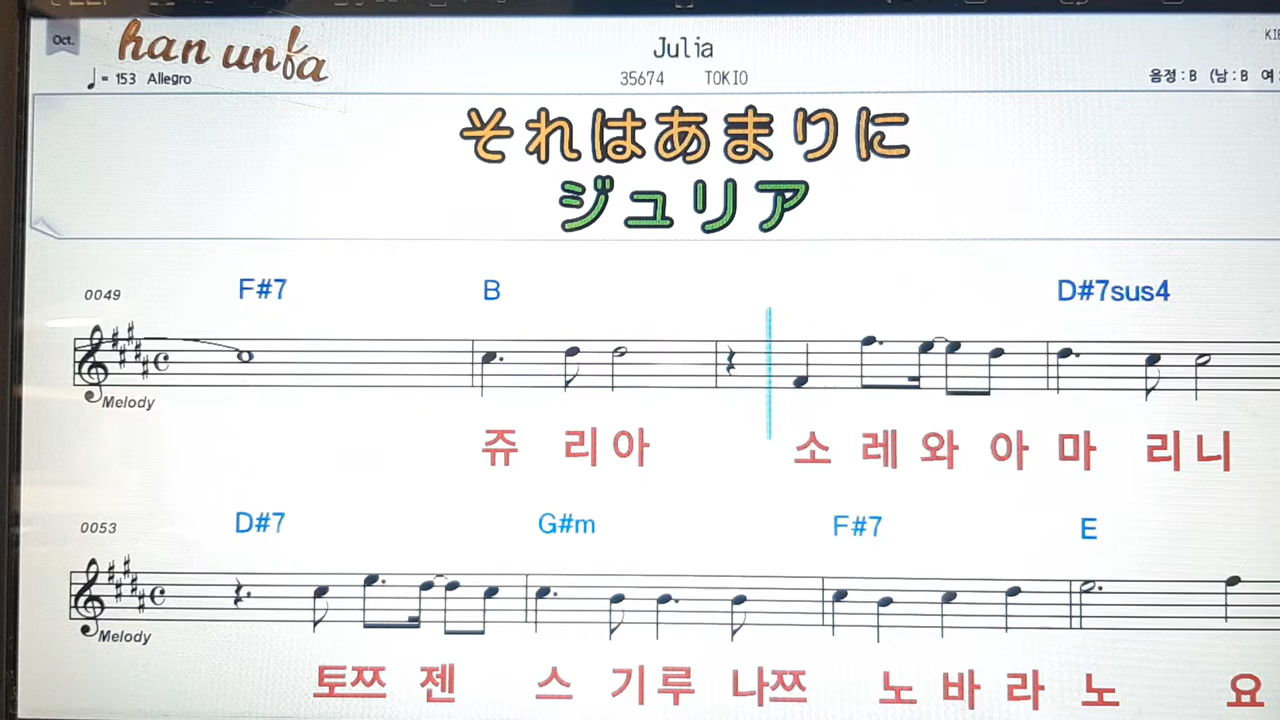 Oct.
han unfa
Julia
♩= 153 Allegro
35674 TOKIO
음정 : B (남 : B 여
それはあまりに
ジュリア
0049 F#7 B D#7sus4
Melody
쥬 리 아 소 레 와 아 마 리 니
0053 D#7 G#m F#7 E
Melody
토쯔 젠 스 기 루 나쯔 노 바 라 노 요